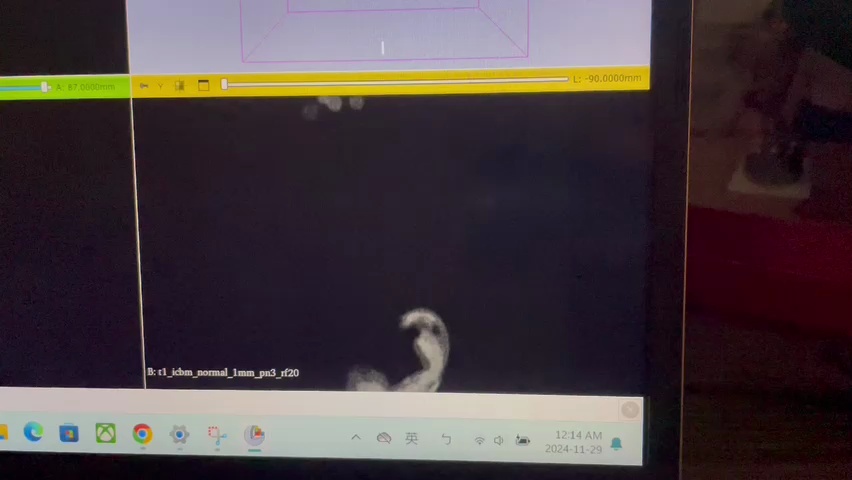 A: 87.0000mm
Y
L: -90.0000mm
B: t1_icbm_normal_1mm_pn3_rf20
英
ㄅ
12:14 AM
2024-11-29